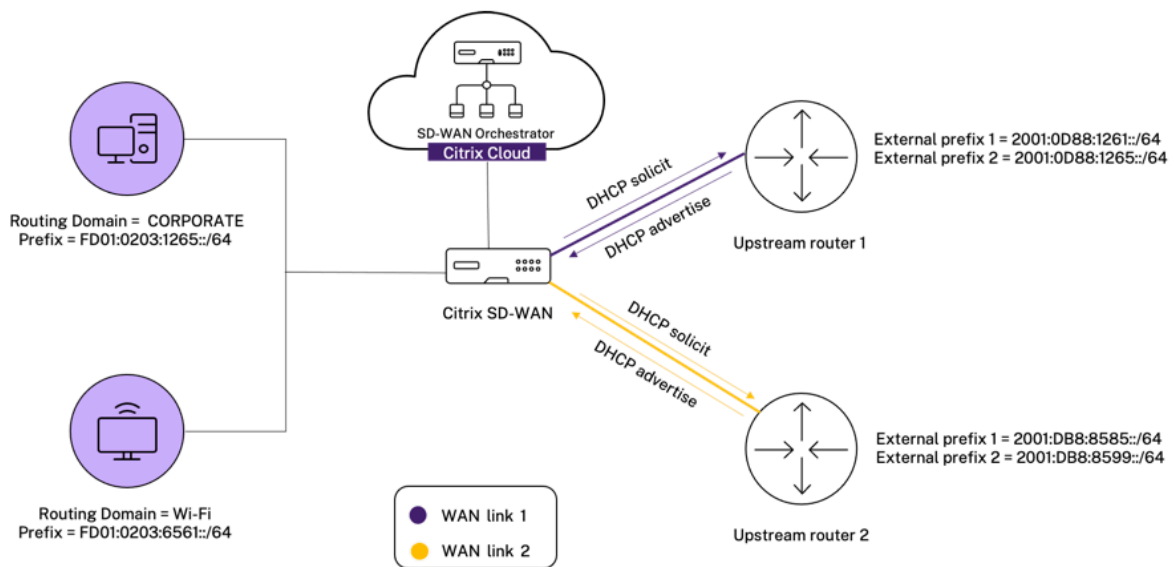 SD-WAN Orchestrator
Citrix Cloud
Routing Domain = CORPORATE
Prefix = FD01:0203:1265::/64
DHCP solicit
DHCP advertise
External prefix 1 = 2001:0D88:1261::/64
External prefix 2 = 2001:0D88:1265::/64
Upstream router 1
Citrix SD-WAN
DHCP solicit
DHCP advertise
External prefix 1 = 2001:DB8:8585::/64
External prefix 2 = 2001:DB8:8599::/64
Routing Domain = Wi-Fi
Prefix = FD01:0203:6561::/64
WAN link 1
WAN link 2
Upstream router 2